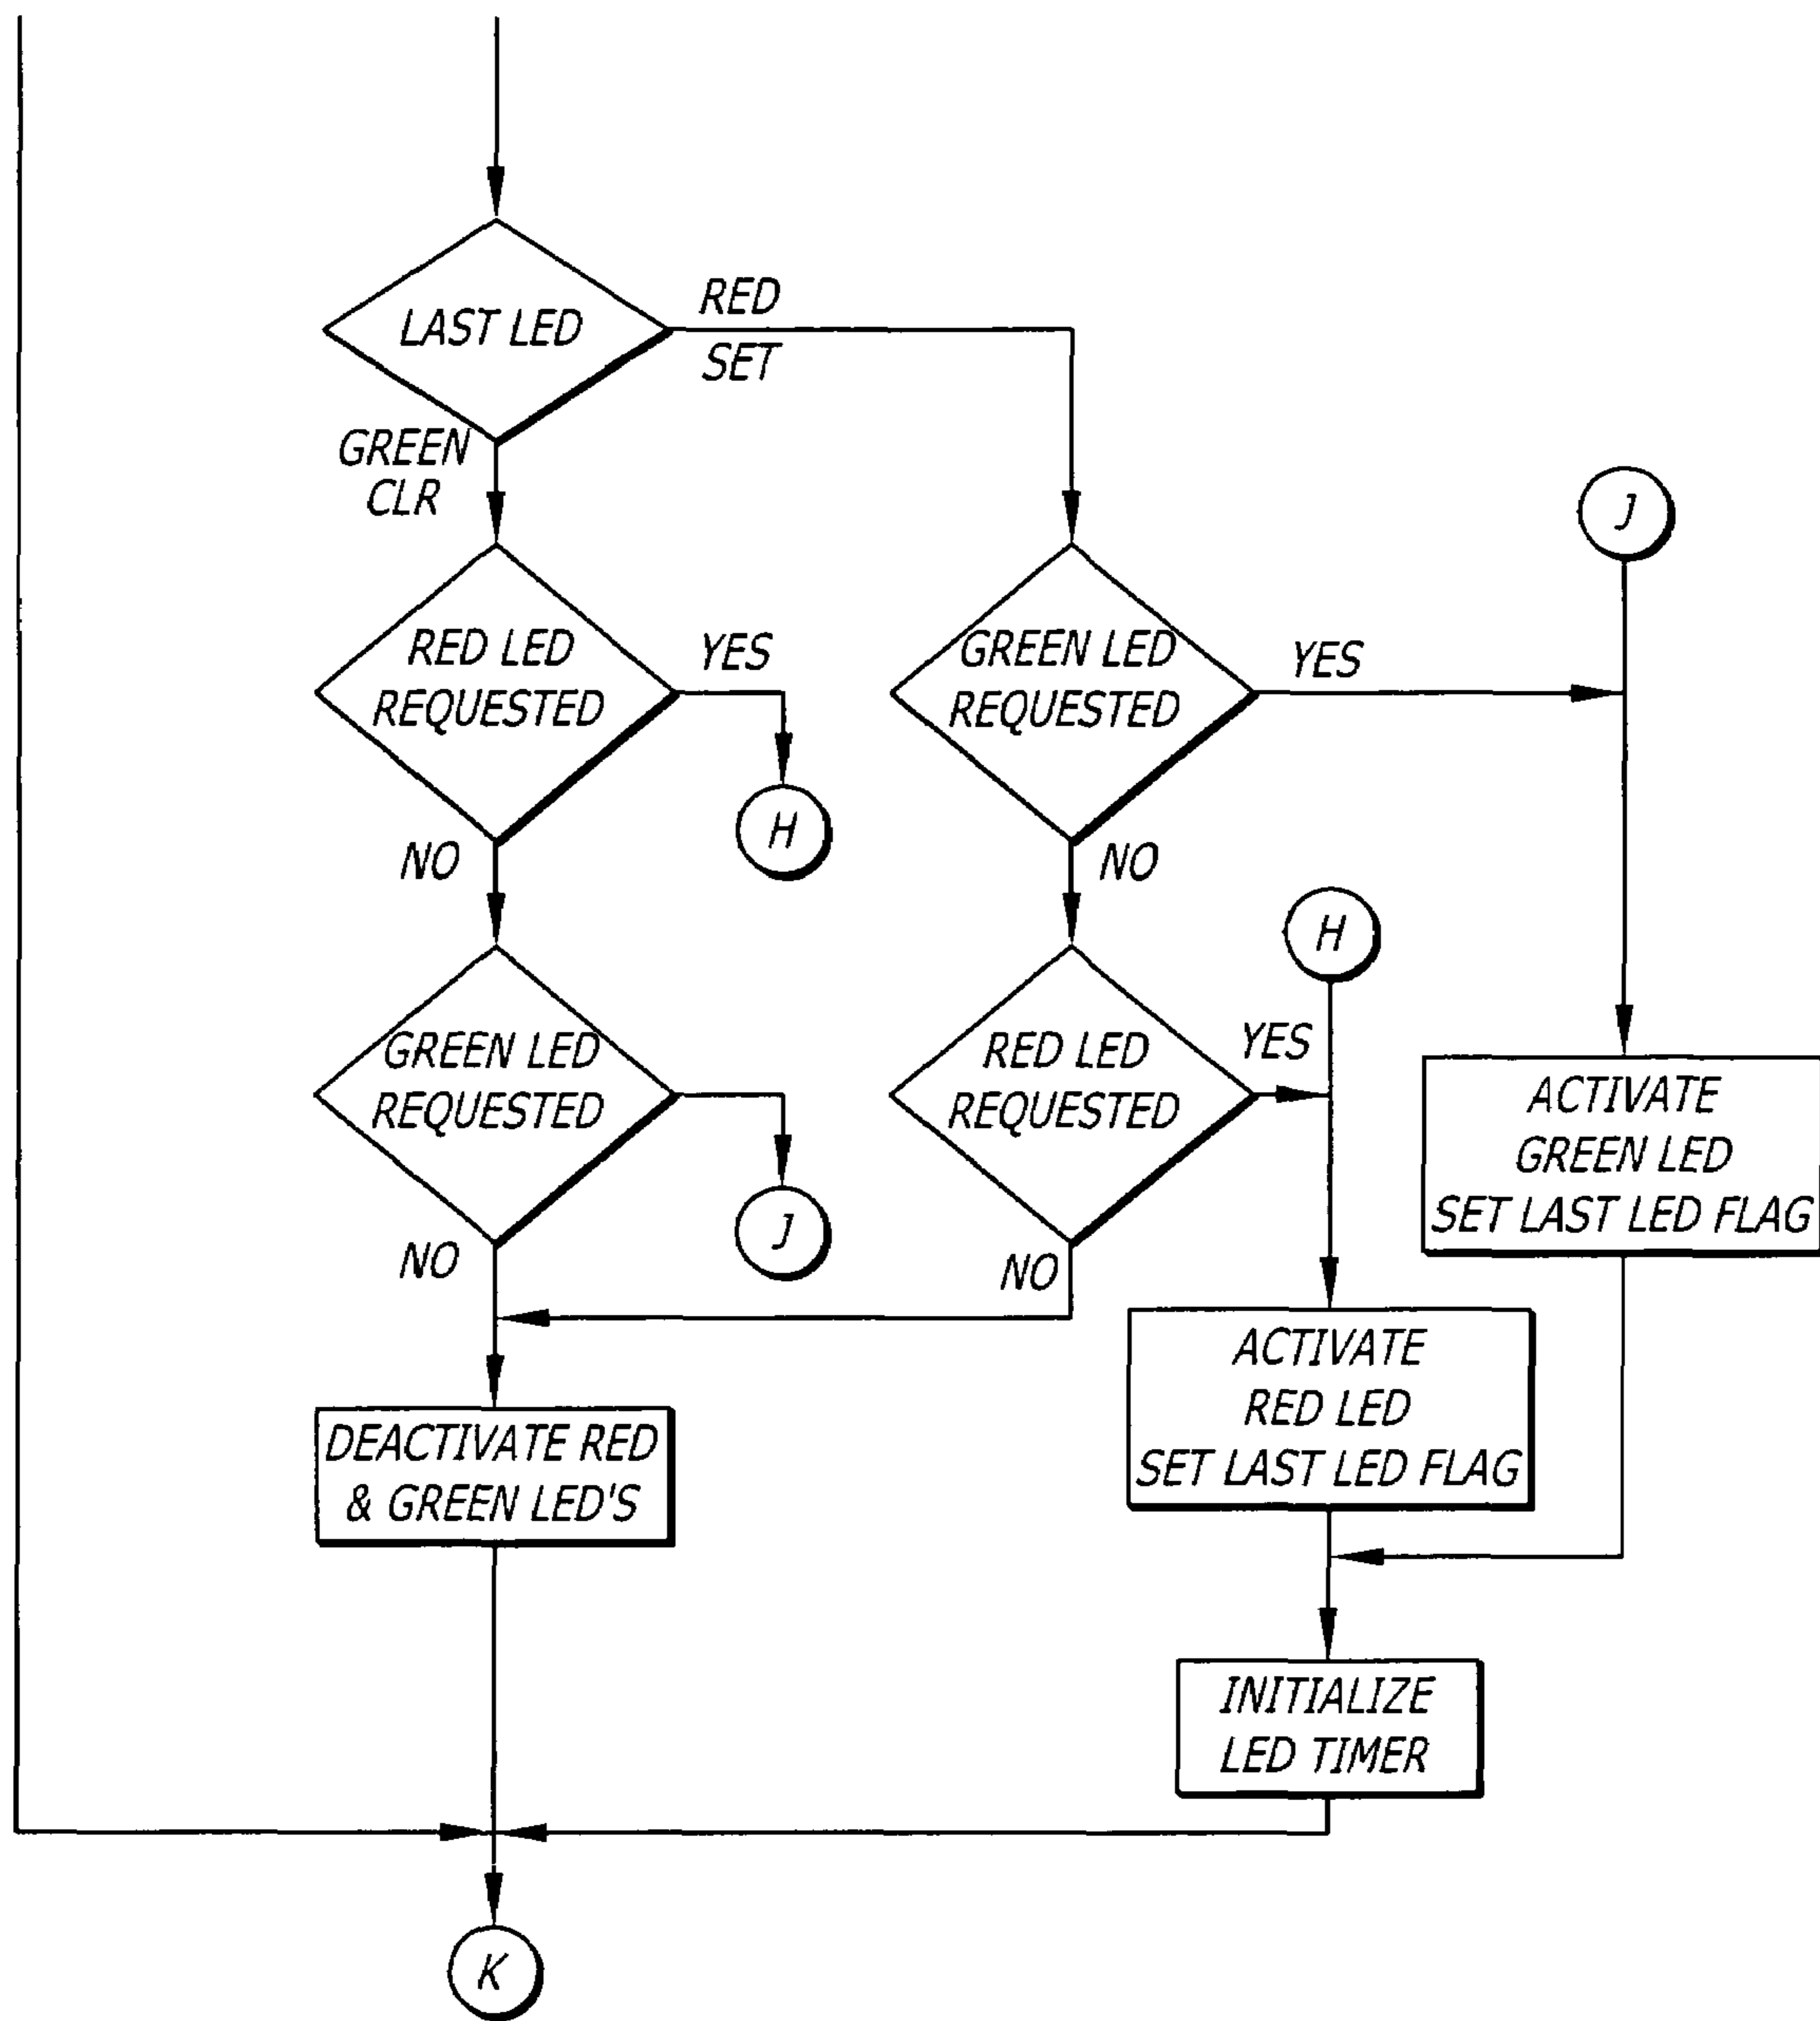 LAST LED
RED
SET
GREEN
CLR
J
RED LED
REQUESTED
YES
GREEN LED
REQUESTED
YES
H
NO
NO
H
GREEN LED
REQUESTED
RED LED
REQUESTED
YES
ACTIVATE
GREEN LED
SET LAST LED FLAG
J
NO
NO
ACTIVATE
RED LED
SET LAST LED FLAG
DEACTIVATE RED
& GREEN LED'S
INITIALIZE
LED TIMER
K